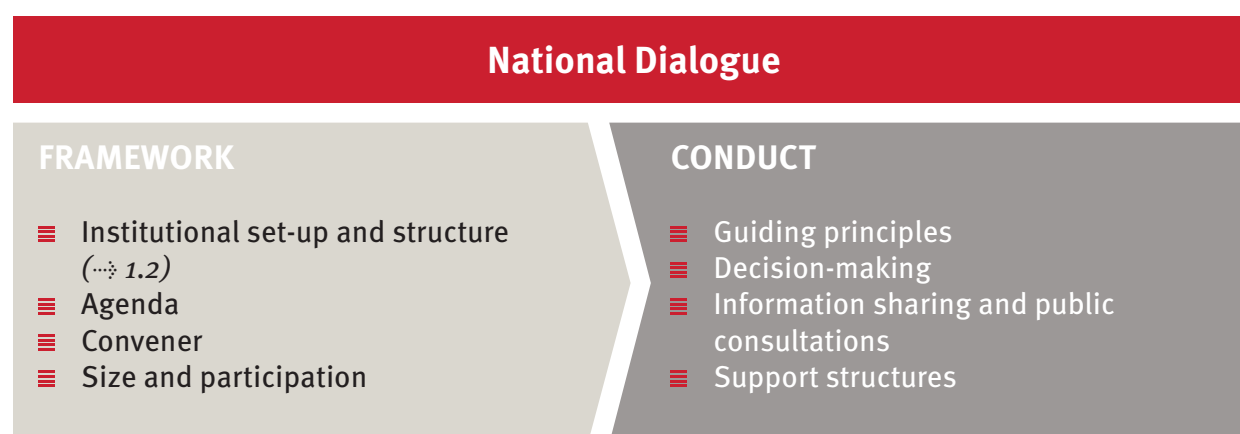 National Dialogue
FRAMEWORK
Institutional set-up and structure
(⇢ 1.2)
Agenda
Convener
Size and participation
CONDUCT
Guiding principles
Decision-making
Information sharing and public
consultations
Support structures